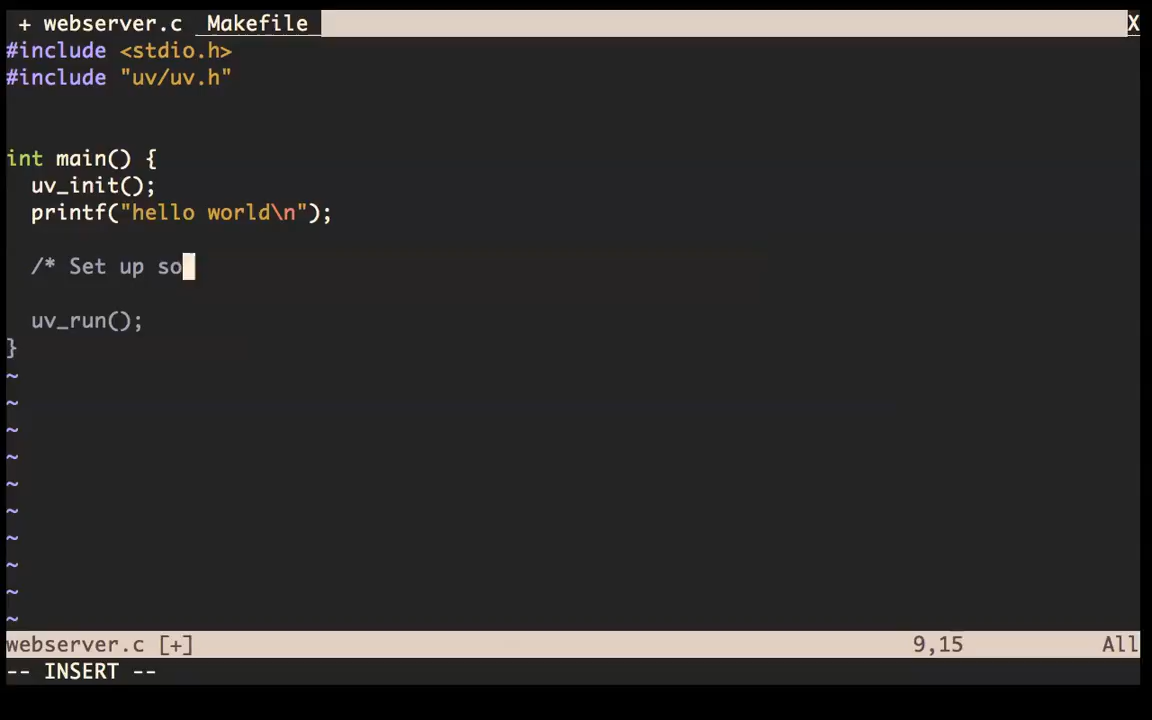 + webserver.c Makefile X
#include <stdio.h>
#include "uv/uv.h"
int main() {
  uv_init();
  printf("hello world\n");
  /* Set up so
  uv_run();
}
~
~
~
~
~
~
~
~
~
~
webserver.c [+] 9,15 All
-- INSERT --